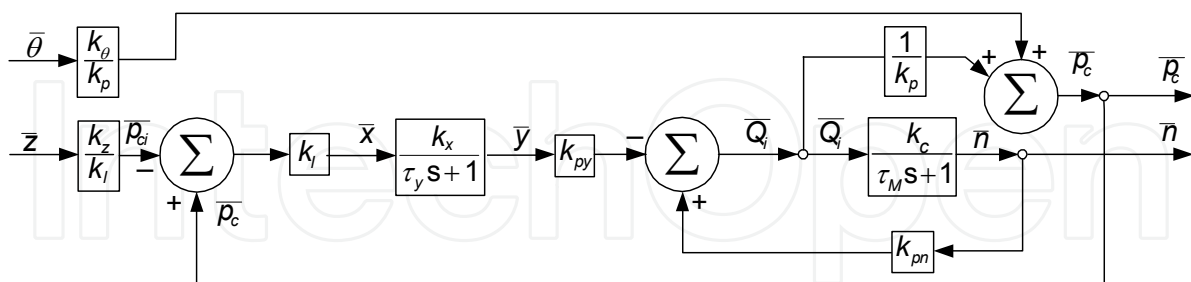 θ̅
k_θ
k_p
1
k_p
+
+
Σ
p̅_c
p̅_c
z̅
k_z
k_l
p̅_ci
−
Σ
+
p̅_c
k_l
x̅
k_x
τ_y s+1
y̅
k_py
−
Σ
+
Q̅_i
Q̅_i
k_c
τ_M s+1
n̅
n̅
k_pn
IntechOpen